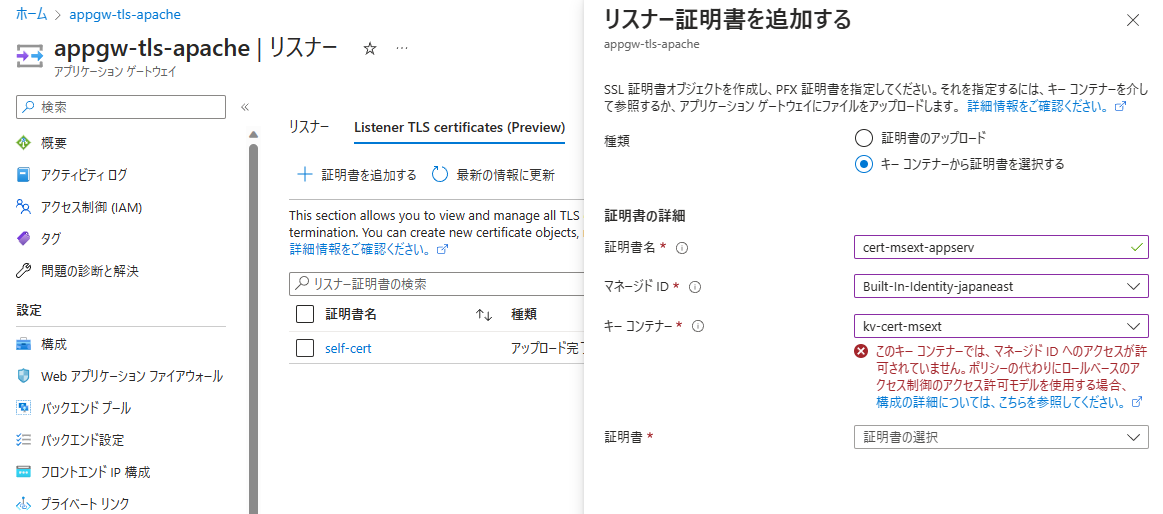 ホーム > appgw-tls-apache
appgw-tls-apache | リスナー ☆ …
アプリケーション ゲートウェイ
検索
«
概要
アクティビティ ログ
アクセス制御 (IAM)
タグ
問題の診断と解決
設定
構成
Web アプリケーション ファイアウォール
バックエンド プール
バックエンド設定
フロントエンド IP 構成
プライベート リンク
リスナー Listener TLS certificates (Preview)
+ 証明書を追加する 最新の情報に更新
This section allows you to view and manage all TLS
termination. You can create new certificate objects,
詳細情報をご確認ください。
リスナー証明書の検索
証明書名 ↑↓ 種類
self-cert アップロード完了
リスナー証明書を追加する
appgw-tls-apache
SSL 証明書オブジェクトを作成し、PFX 証明書を指定してください。それを指定するには、キー コンテナーを介し
て参照するか、アプリケーション ゲートウェイにファイルをアップロードします。 詳細情報をご確認ください。
種類
証明書のアップロード
キー コンテナーから証明書を選択する
証明書の詳細
証明書名 * cert-msext-appserv
マネージド ID * Built-In-Identity-japaneast
キー コンテナー * kv-cert-msext
このキー コンテナーでは、マネージド ID へのアクセスが許
可されていません。ポリシーの代わりにロールベースのア
クセス制御のアクセス許可モデルを使用する場合、
構成の詳細については、こちらを参照してください。
証明書 * 証明書の選択